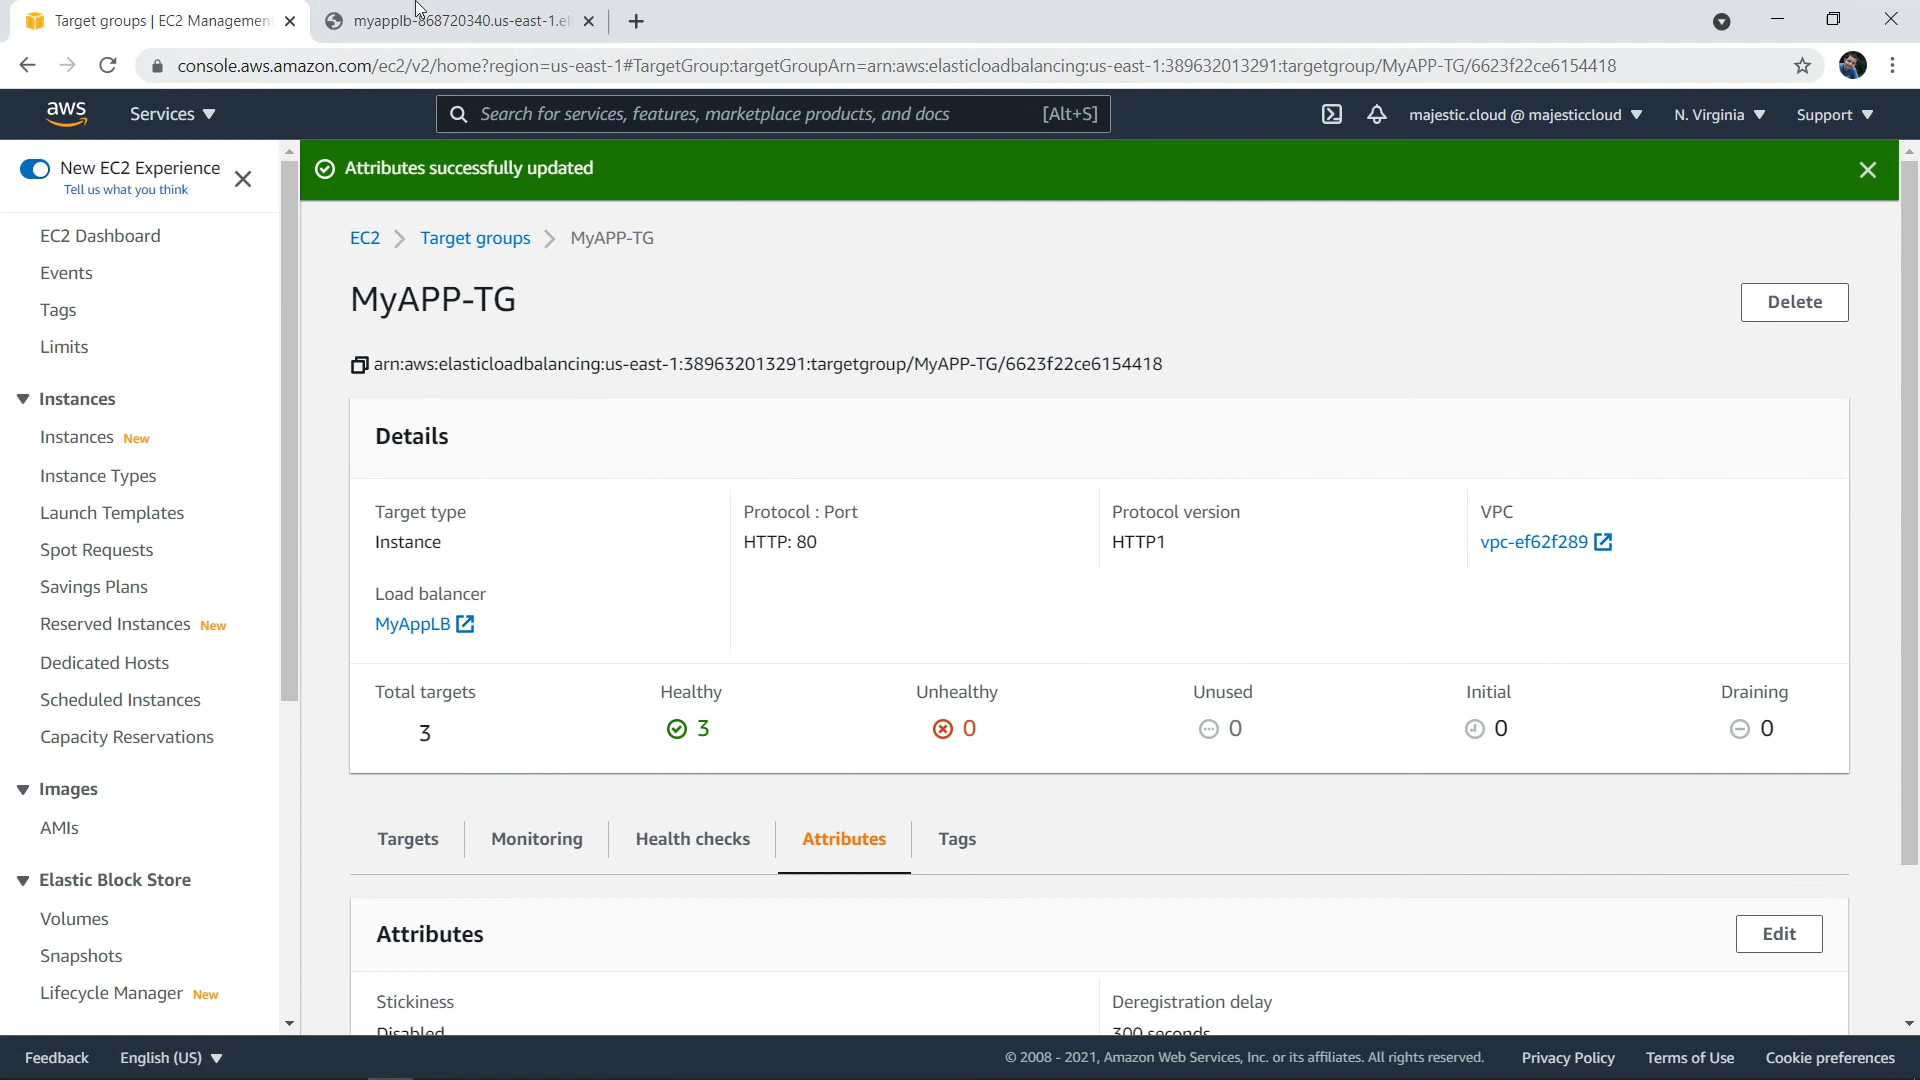 Target groups | EC2 Management
myapplb-868720340.us-east-1.el
console.aws.amazon.com/ec2/v2/home?region=us-east-1#TargetGroup:targetGroupArn=arn:aws:elasticloadbalancing:us-east-1:389632013291:targetgroup/MyAPP-TG/6623f22ce6154418
aws
Services
Search for services, features, marketplace products, and docs
[Alt+S]
majestic.cloud @ majesticcloud
N. Virginia
Support
New EC2 Experience
Tell us what you think
EC2 Dashboard
Events
Tags
Limits
Instances
Instances New
Instance Types
Launch Templates
Spot Requests
Savings Plans
Reserved Instances New
Dedicated Hosts
Scheduled Instances
Capacity Reservations
Images
AMIs
Elastic Block Store
Volumes
Snapshots
Lifecycle Manager New
Attributes successfully updated
EC2
Target groups
MyAPP-TG
MyAPP-TG
Delete
arn:aws:elasticloadbalancing:us-east-1:389632013291:targetgroup/MyAPP-TG/6623f22ce6154418
Details
Target type
Instance
Protocol : Port
HTTP: 80
Protocol version
HTTP1
VPC
vpc-ef62f289
Load balancer
MyAppLB
Total targets
3
Healthy
3
Unhealthy
0
Unused
0
Initial
0
Draining
0
Targets
Monitoring
Health checks
Attributes
Tags
Attributes
Edit
Stickiness
Disabled
Deregistration delay
300 seconds
Feedback
English (US)
© 2008 - 2021, Amazon Web Services, Inc. or its affiliates. All rights reserved.
Privacy Policy
Terms of Use
Cookie preferences